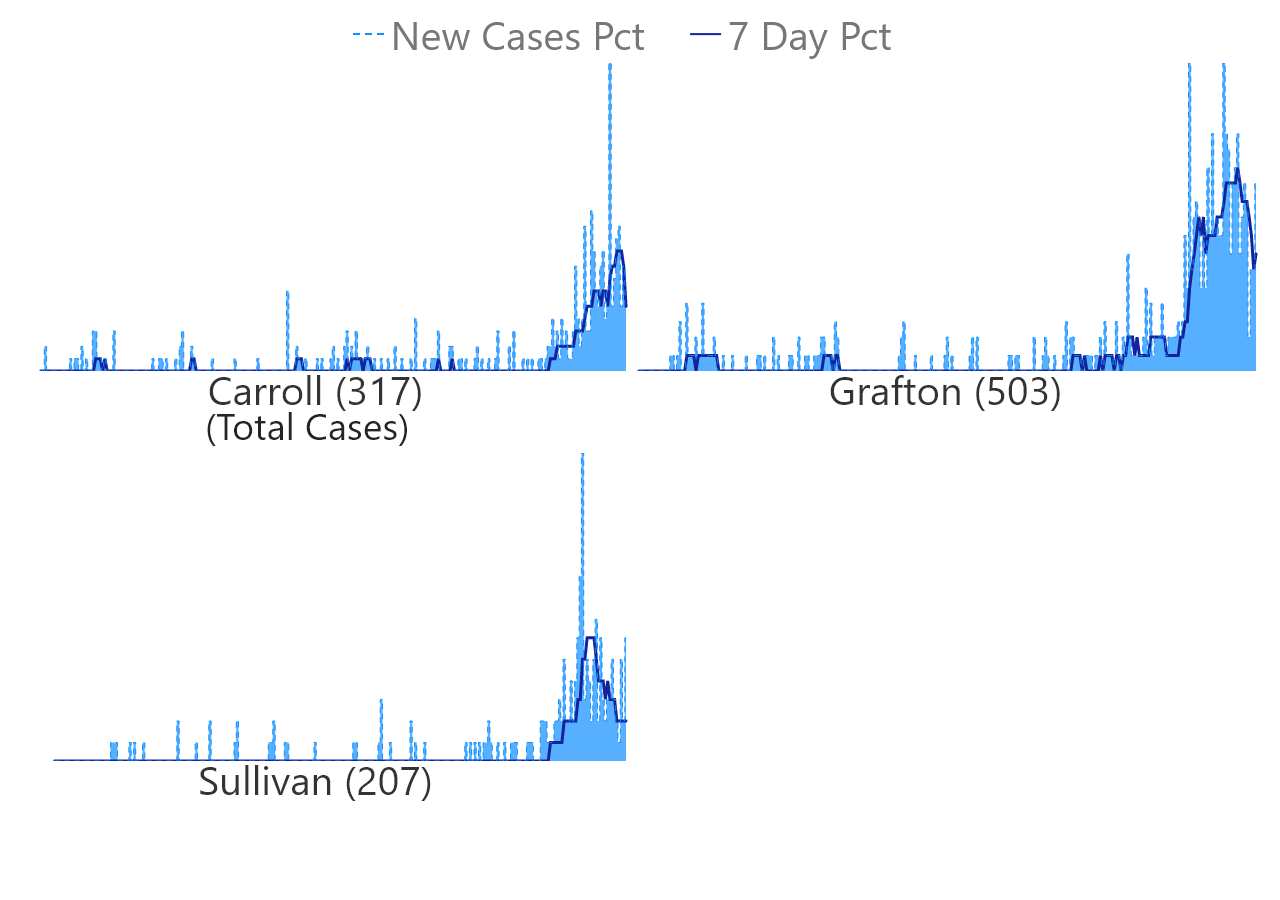 New Cases Pct 7 Day Pct
Carroll (317)
(Total Cases)
Grafton (503)
Sullivan (207)